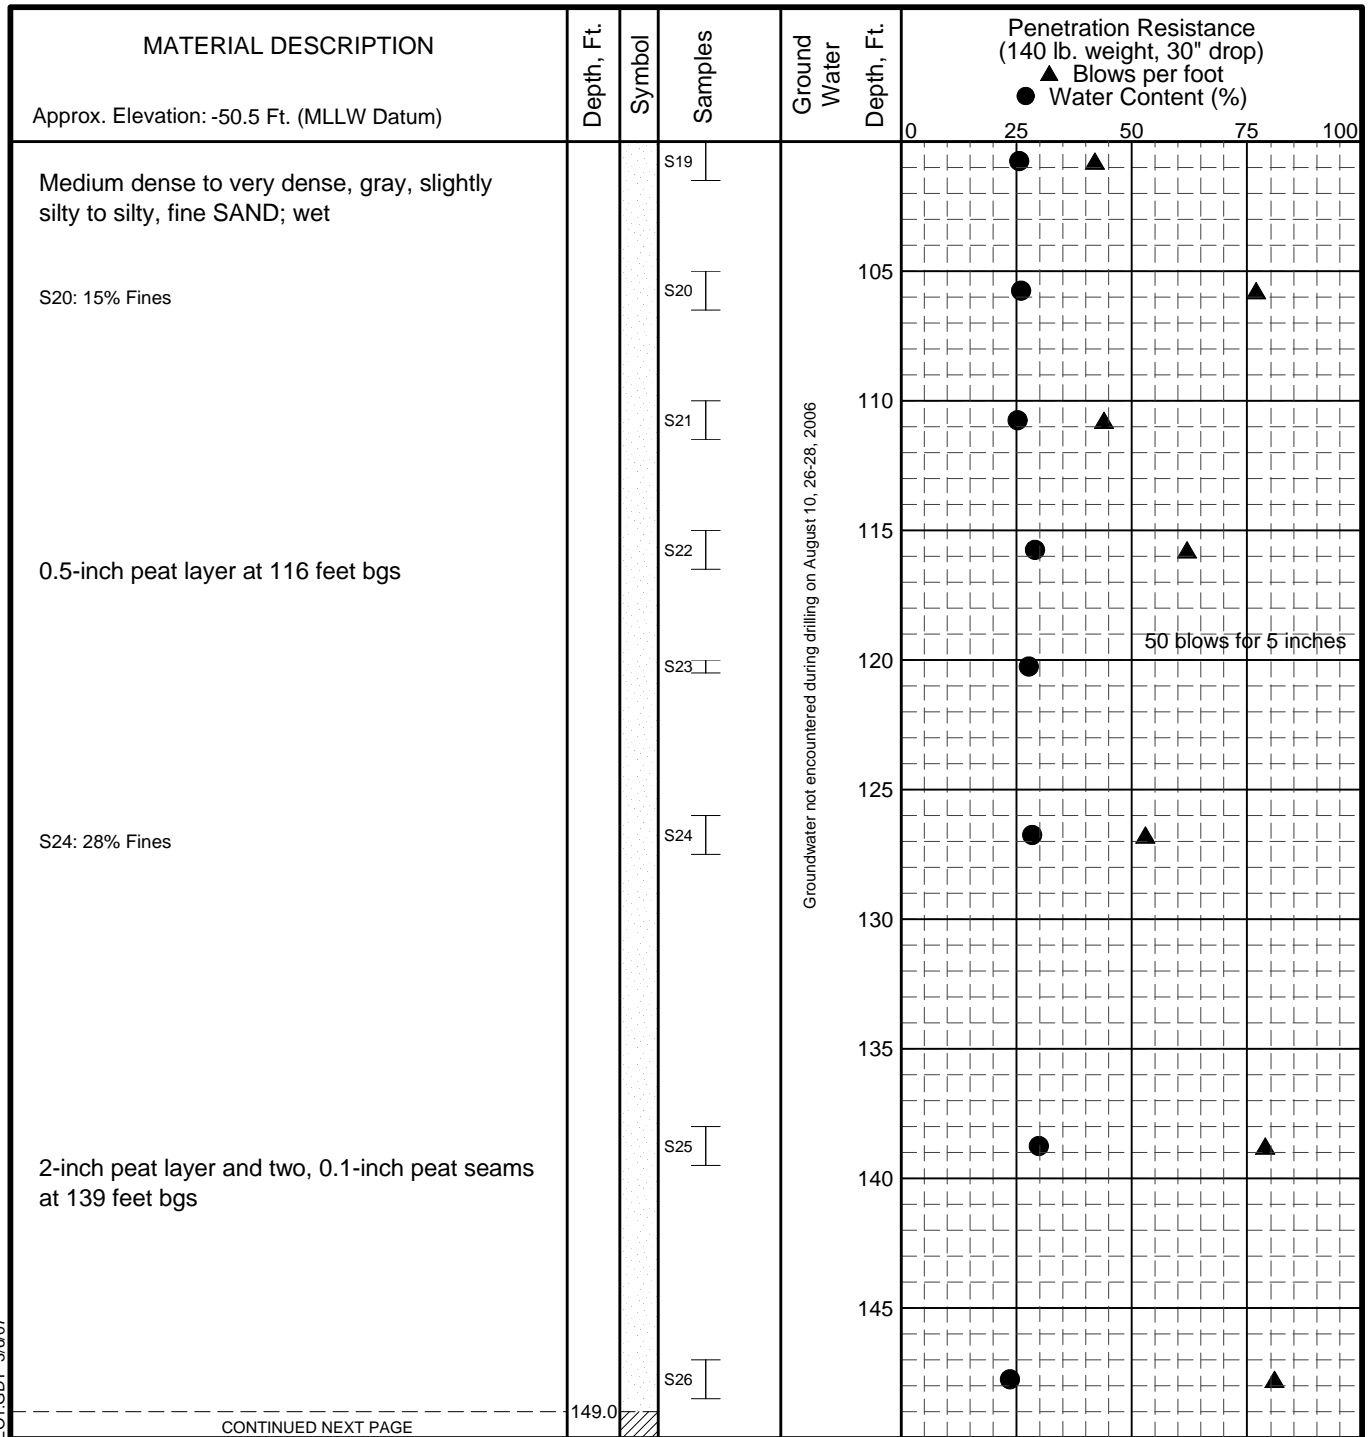 MATERIAL DESCRIPTION
Approx. Elevation: -50.5 Ft. (MLLW Datum)
Depth, Ft.
Symbol
Samples
Ground
Water
Depth, Ft.
Penetration Resistance
(140 lb. weight, 30" drop)
▲ Blows per foot
● Water Content (%)
0 25 50 75 100
Medium dense to very dense, gray, slightly
silty to silty, fine SAND; wet
S19
S20: 15% Fines
S20
105
S21
110
0.5-inch peat layer at 116 feet bgs
S22
115
S23
120
50 blows for 5 inches
125
S24: 28% Fines
S24
130
135
2-inch peat layer and two, 0.1-inch peat seams
at 139 feet bgs
S25
140
145
S26
149.0
CONTINUED NEXT PAGE
Groundwater not encountered during drilling on August 10, 26-28, 2006